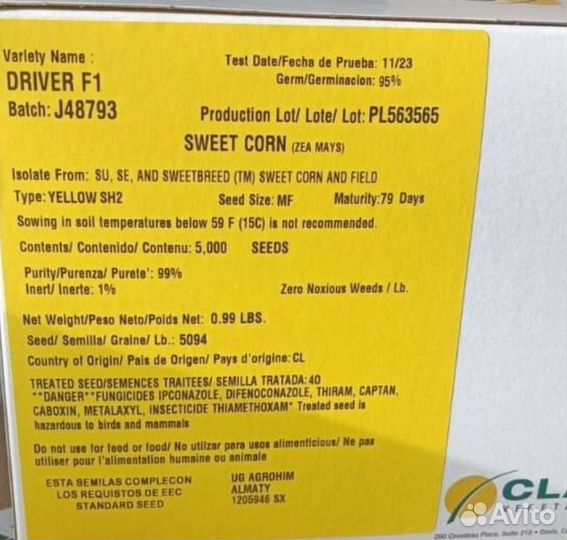 Variety Name :
DRIVER F1
Batch: J48793
Test Date/Fecha de Prueba: 11/23
Germ/Germinacion: 95%
Production Lot/ Lote/ Lot: PL563565
SWEET CORN (ZEA MAYS)
Isolate From: SU, SE, AND SWEETBREED (TM) SWEET CORN AND FIELD
Type: YELLOW SH2 Seed Size: MF Maturity: 79 Days
Sowing in soil temperatures below 59 F (15C) is not recommended.
Contents/ Contenido/ Contenu: 5,000 SEEDS
Purity/Purenza/ Purete': 99%
Inert/ Inerte: 1% Zero Noxious Weeds / Lb.
Net Weight/Peso Neto/Poids Net: 0.99 LBS.
Seed/ Semilla/ Graine/ Lb.: 5094
Country of Origin/ Pais de Origen/ Pays d'origine: CL
TREATED SEED/SEMENCES TRAITEES/ SEMILLA TRATADA: 40
**DANGER**FUNGICIDES IPCONAZOLE, DIFENOCONAZOLE, THIRAM, CAPTAN,
CABOXIN, METALAXYL, INSECTICIDE THIAMETHOXAM* Treated seed is
hazardous to birds and mammals
Do not use for feed or food/ No utilzar para usos alimenticious/ Ne pas
utiliser pour l'alimentation humaine ou animale
ESTA SEMILAS COMPLECON
LOS REQUISTOS DE EEC
STANDARD SEED
UG AGROHIM
ALMATY
1205946 SX
CLA
Avito